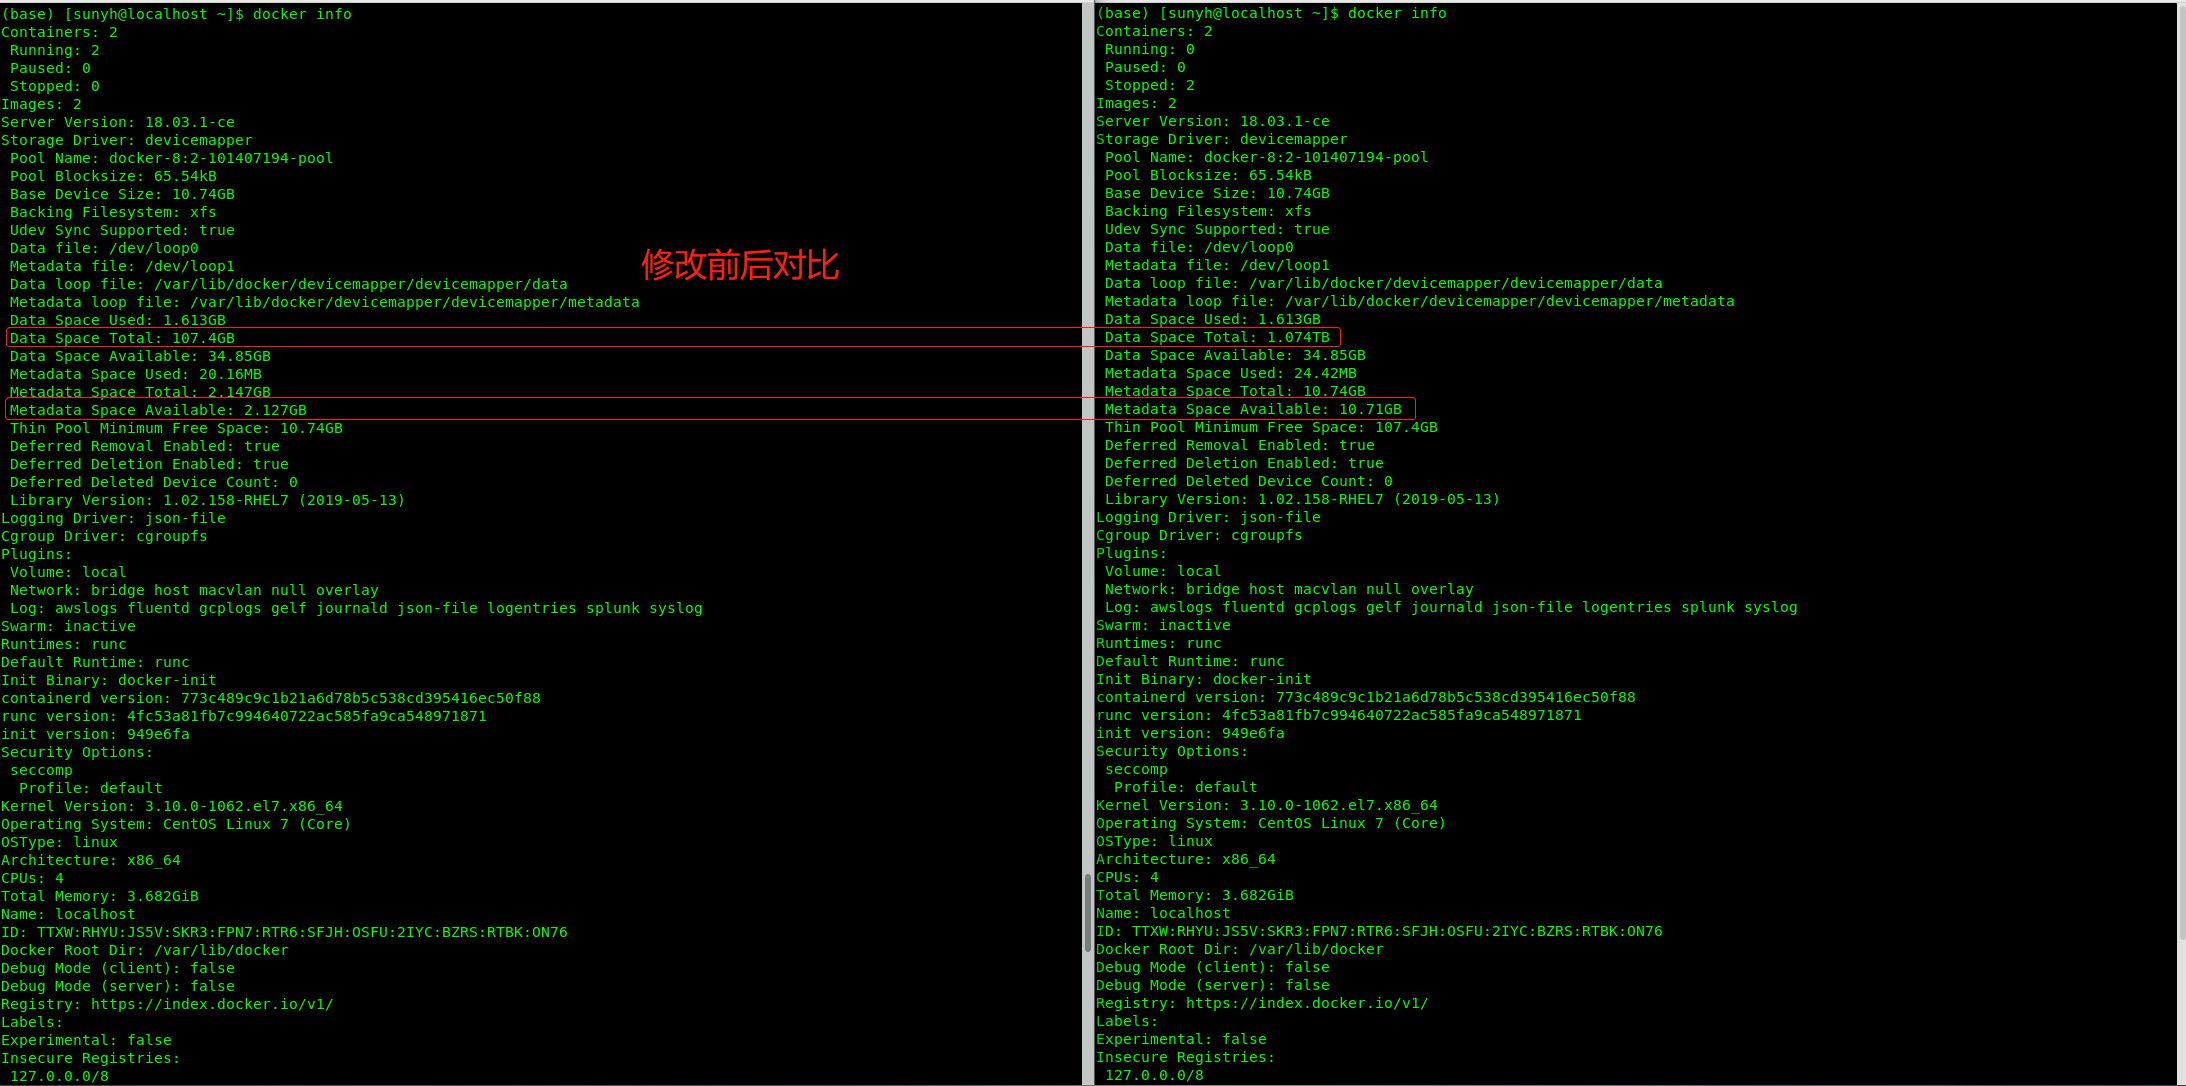 (base) [sunyh@localhost ~]$ docker info
Containers: 2
 Running: 2
 Paused: 0
 Stopped: 0
Images: 2
Server Version: 18.03.1-ce
Storage Driver: devicemapper
 Pool Name: docker-8:2-101407194-pool
 Pool Blocksize: 65.54kB
 Base Device Size: 10.74GB
 Backing Filesystem: xfs
 Udev Sync Supported: true
 Data file: /dev/loop0
 Metadata file: /dev/loop1
 Data loop file: /var/lib/docker/devicemapper/devicemapper/data
 Metadata loop file: /var/lib/docker/devicemapper/devicemapper/metadata
 Data Space Used: 1.613GB
 Data Space Total: 107.4GB
 Data Space Available: 34.85GB
 Metadata Space Used: 20.16MB
 Metadata Space Total: 2.147GB
 Metadata Space Available: 2.127GB
 Thin Pool Minimum Free Space: 10.74GB
 Deferred Removal Enabled: true
 Deferred Deletion Enabled: true
 Deferred Deleted Device Count: 0
 Library Version: 1.02.158-RHEL7 (2019-05-13)
Logging Driver: json-file
Cgroup Driver: cgroupfs
Plugins:
 Volume: local
 Network: bridge host macvlan null overlay
 Log: awslogs fluentd gcplogs gelf journald json-file logentries splunk syslog
Swarm: inactive
Runtimes: runc
Default Runtime: runc
Init Binary: docker-init
containerd version: 773c489c9c1b21a6d78b5c538cd395416ec50f88
runc version: 4fc53a81fb7c994640722ac585fa9ca548971871
init version: 949e6fa
Security Options:
 seccomp
  Profile: default
Kernel Version: 3.10.0-1062.el7.x86_64
Operating System: CentOS Linux 7 (Core)
OSType: linux
Architecture: x86_64
CPUs: 4
Total Memory: 3.682GiB
Name: localhost
ID: TTXW:RHYU:JS5V:SKR3:FPN7:RTR6:SFJH:OSFU:2IYC:BZRS:RTBK:ON76
Docker Root Dir: /var/lib/docker
Debug Mode (client): false
Debug Mode (server): false
Registry: https://index.docker.io/v1/
Labels:
Experimental: false
Insecure Registries:
 127.0.0.0/8
修改前后对比
(base) [sunyh@localhost ~]$ docker info
Containers: 2
 Running: 0
 Paused: 0
 Stopped: 2
Images: 2
Server Version: 18.03.1-ce
Storage Driver: devicemapper
 Pool Name: docker-8:2-101407194-pool
 Pool Blocksize: 65.54kB
 Base Device Size: 10.74GB
 Backing Filesystem: xfs
 Udev Sync Supported: true
 Data file: /dev/loop0
 Metadata file: /dev/loop1
 Data loop file: /var/lib/docker/devicemapper/devicemapper/data
 Metadata loop file: /var/lib/docker/devicemapper/devicemapper/metadata
 Data Space Used: 1.613GB
 Data Space Total: 1.074TB
 Data Space Available: 34.85GB
 Metadata Space Used: 24.42MB
 Metadata Space Total: 10.74GB
 Metadata Space Available: 10.71GB
 Thin Pool Minimum Free Space: 107.4GB
 Deferred Removal Enabled: true
 Deferred Deletion Enabled: true
 Deferred Deleted Device Count: 0
 Library Version: 1.02.158-RHEL7 (2019-05-13)
Logging Driver: json-file
Cgroup Driver: cgroupfs
Plugins:
 Volume: local
 Network: bridge host macvlan null overlay
 Log: awslogs fluentd gcplogs gelf journald json-file logentries splunk syslog
Swarm: inactive
Runtimes: runc
Default Runtime: runc
Init Binary: docker-init
containerd version: 773c489c9c1b21a6d78b5c538cd395416ec50f88
runc version: 4fc53a81fb7c994640722ac585fa9ca548971871
init version: 949e6fa
Security Options:
 seccomp
  Profile: default
Kernel Version: 3.10.0-1062.el7.x86_64
Operating System: CentOS Linux 7 (Core)
OSType: linux
Architecture: x86_64
CPUs: 4
Total Memory: 3.682GiB
Name: localhost
ID: TTXW:RHYU:JS5V:SKR3:FPN7:RTR6:SFJH:OSFU:2IYC:BZRS:RTBK:ON76
Docker Root Dir: /var/lib/docker
Debug Mode (client): false
Debug Mode (server): false
Registry: https://index.docker.io/v1/
Labels:
Experimental: false
Insecure Registries:
 127.0.0.0/8